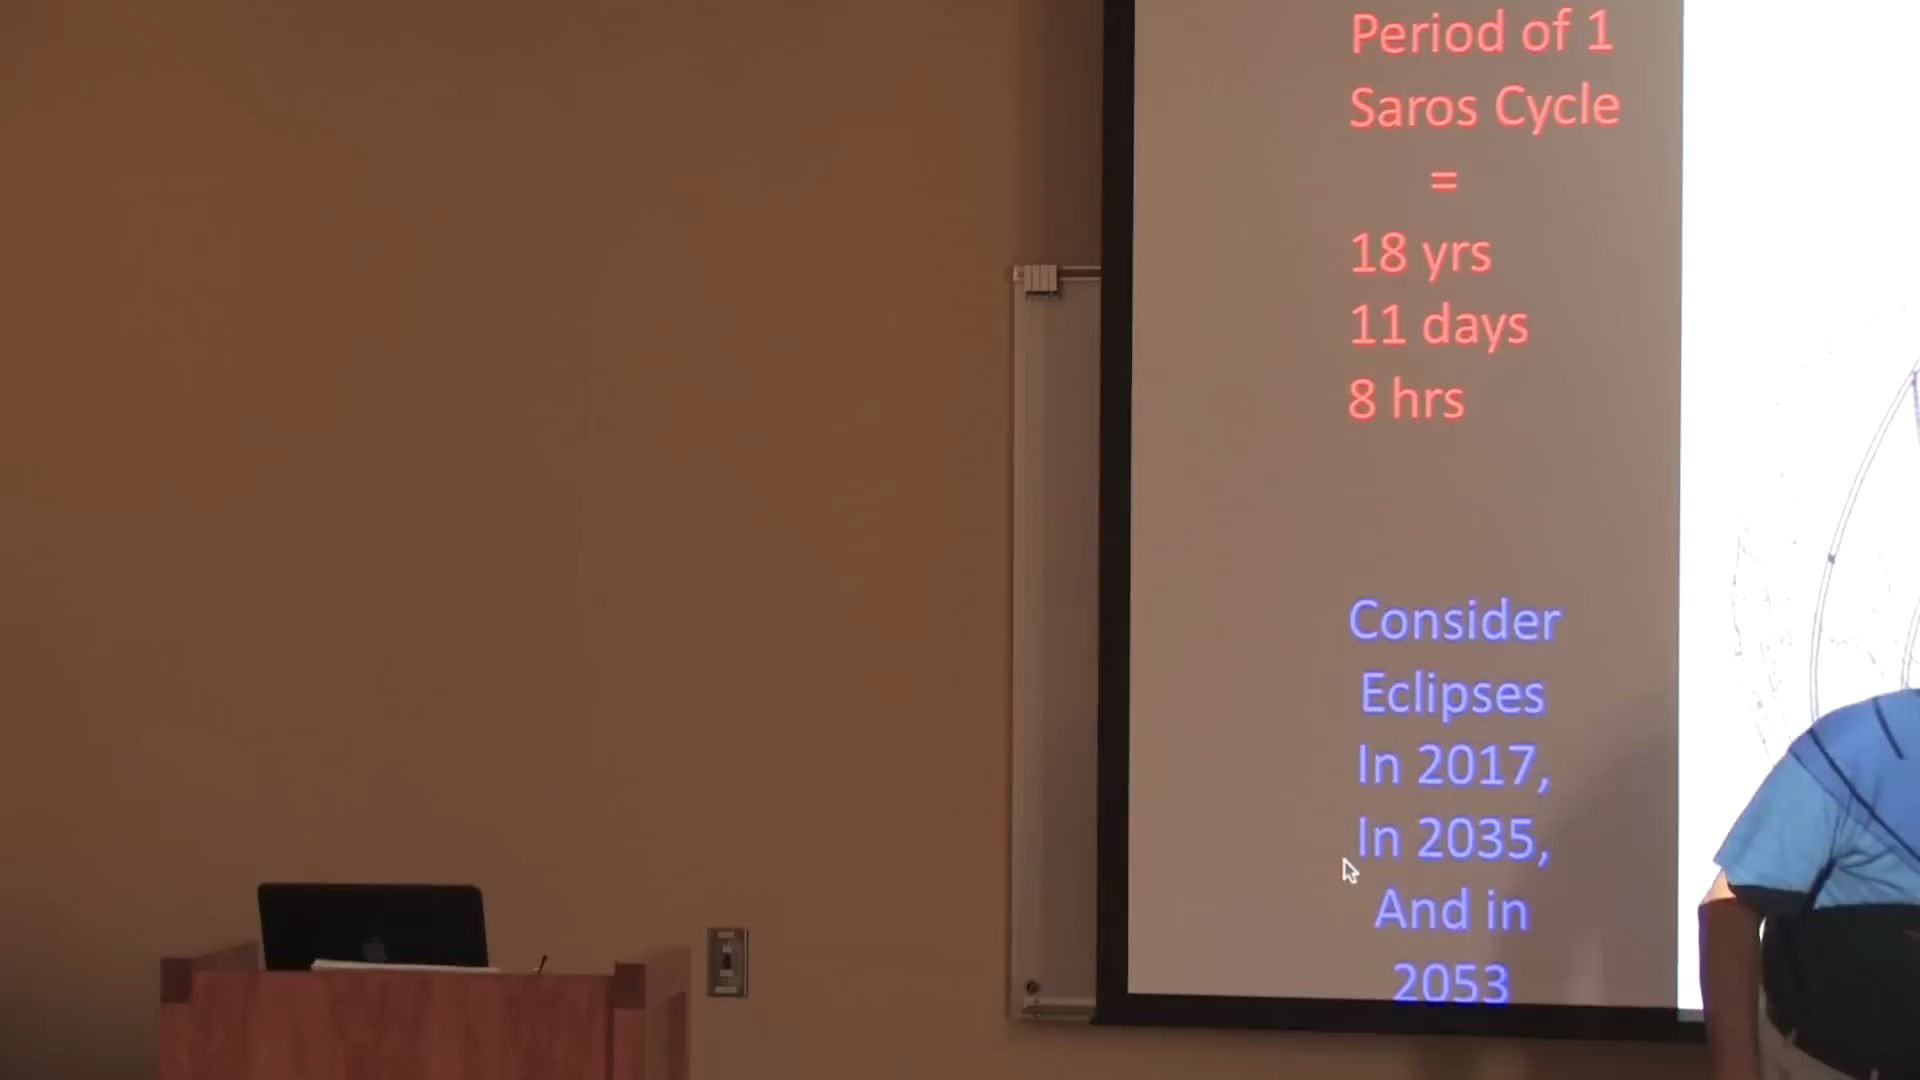 Period of 1
Saros Cycle
=
18 yrs
11 days
8 hrs
Consider
Eclipses
In 2017,
In 2035,
And in
2053